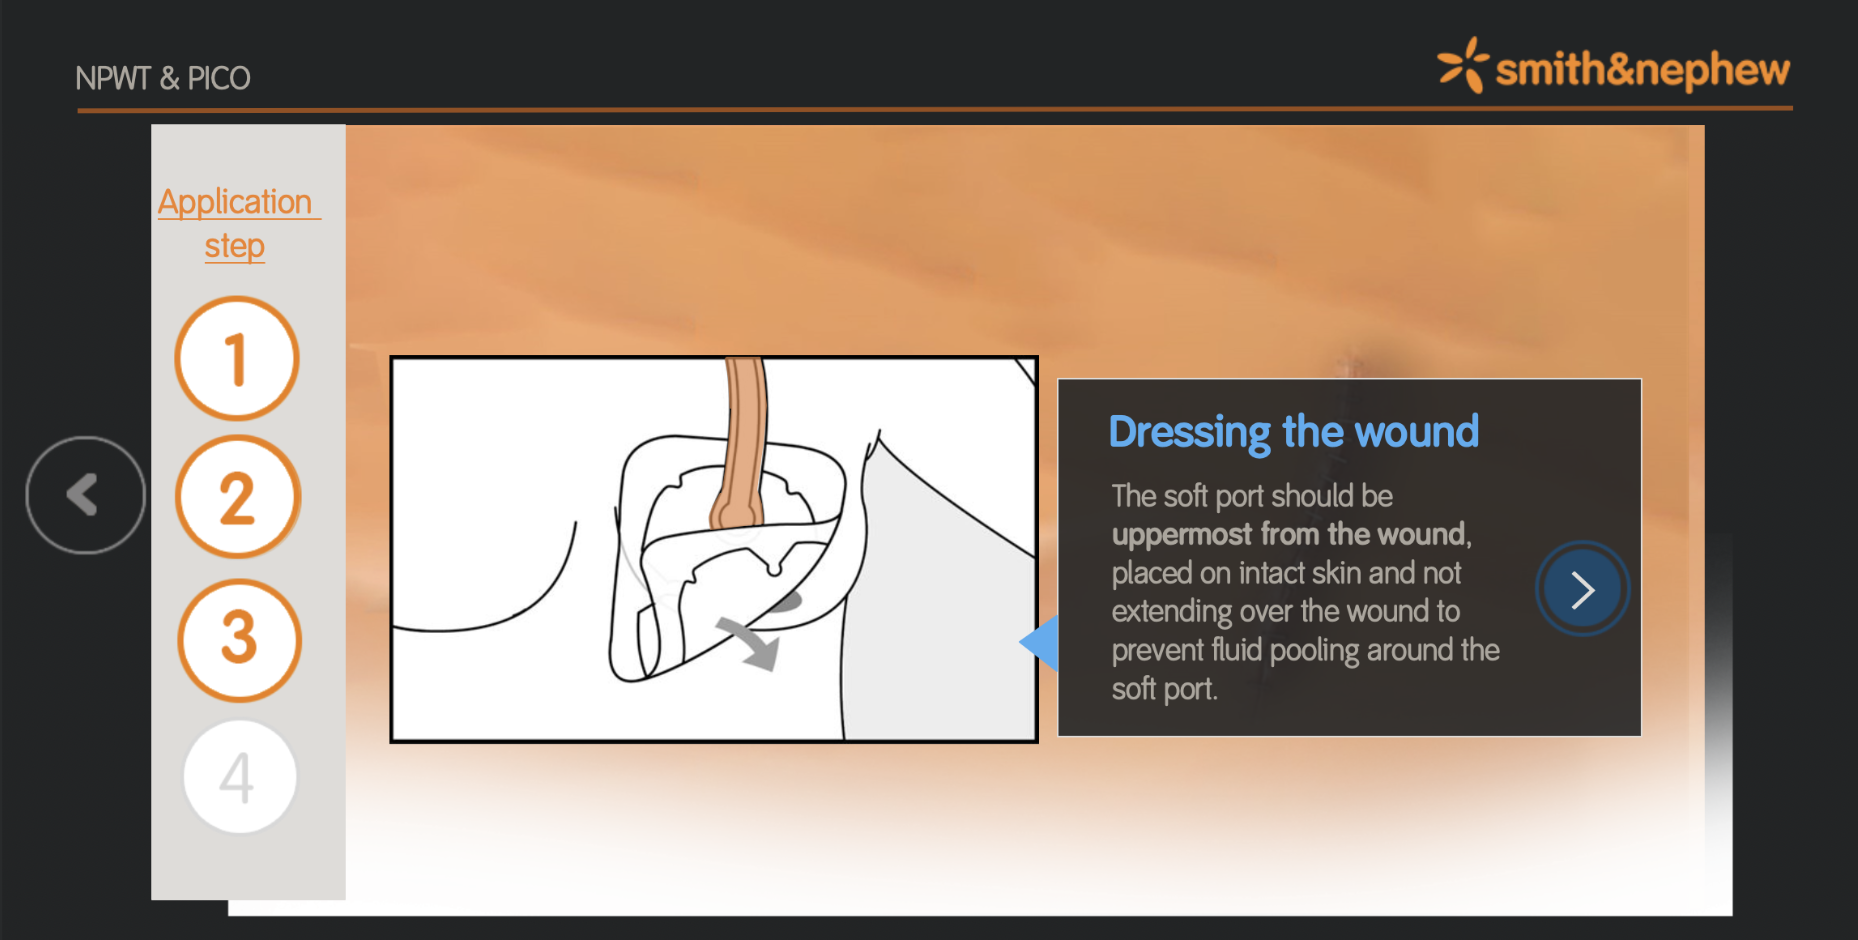 NPWT & PICO
smith&nephew
Application
step
1
2
3
4
Dressing the wound
The soft port should be
uppermost from the wound,
placed on intact skin and not
extending over the wound to
prevent fluid pooling around the
soft port.